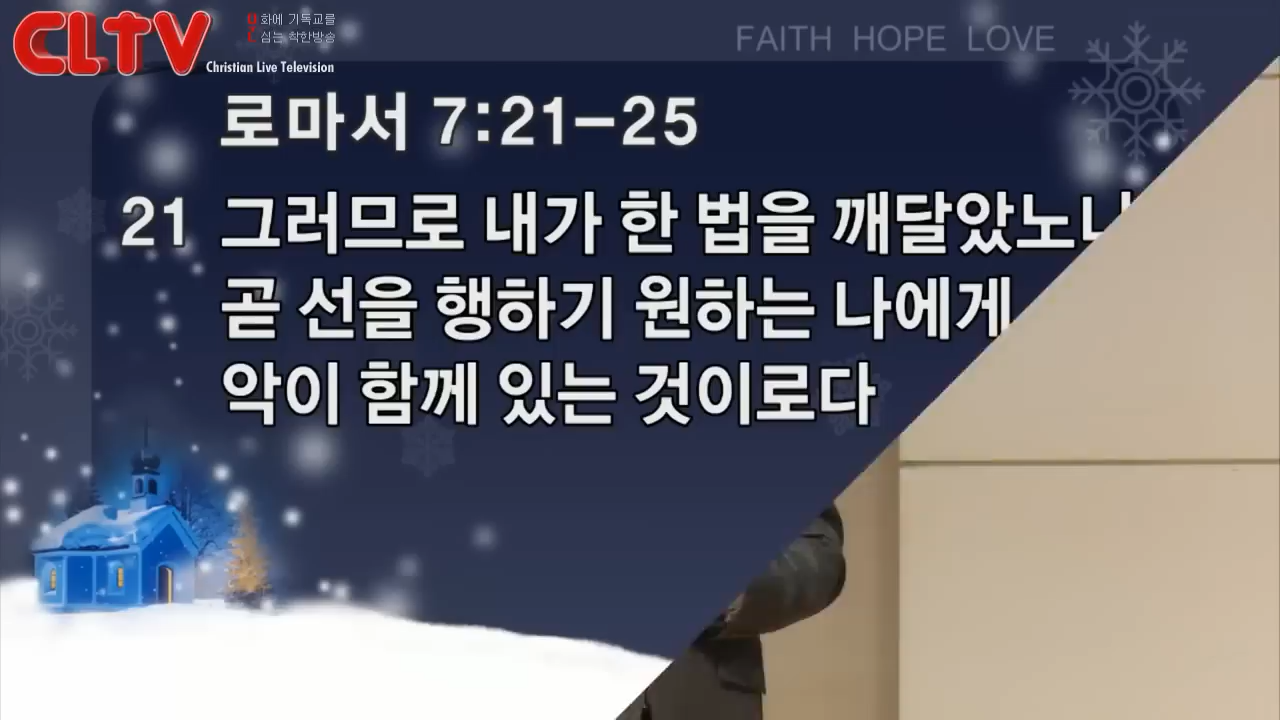 CLTV
문화에 기독교를
심는 착한방송
Christian Live Television
FAITH HOPE LOVE
로마서 7:21-25
21 그러므로 내가 한 법을 깨달았노니
곧 선을 행하기 원하는 나에게
악이 함께 있는 것이로다